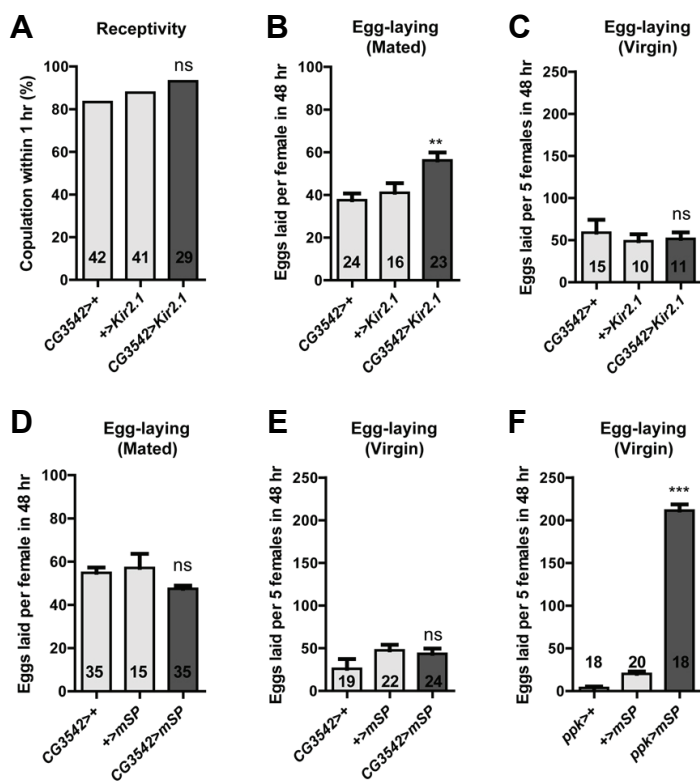 A
Receptivity
Copulation within 1 hr (%)
100
80
60
40
20
0
ns
42
41
29
CG3542>+
+>Kir2.1
CG3542>Kir2.1
B
Egg-laying
(Mated)
Eggs laid per female in 48 hr
100
80
60
40
20
0
**
24
16
23
CG3542>+
+>Kir2.1
CG3542>Kir2.1
C
Egg-laying
(Virgin)
Eggs laid per 5 females in 48 hr
250
200
150
100
50
0
ns
15
10
11
CG3542>+
+>Kir2.1
CG3542>Kir2.1
D
Egg-laying
(Mated)
Eggs laid per female in 48 hr
100
80
60
40
20
0
ns
35
15
35
CG3542>+
+>mSP
CG3542>mSP
E
Egg-laying
(Virgin)
Eggs laid per 5 females in 48 hr
250
200
150
100
50
0
ns
19
22
24
CG3542>+
+>mSP
CG3542>mSP
F
Egg-laying
(Virgin)
Eggs laid per 5 females in 48 hr
250
200
150
100
50
0
***
18
20
18
ppk>+
+>mSP
ppk>mSP